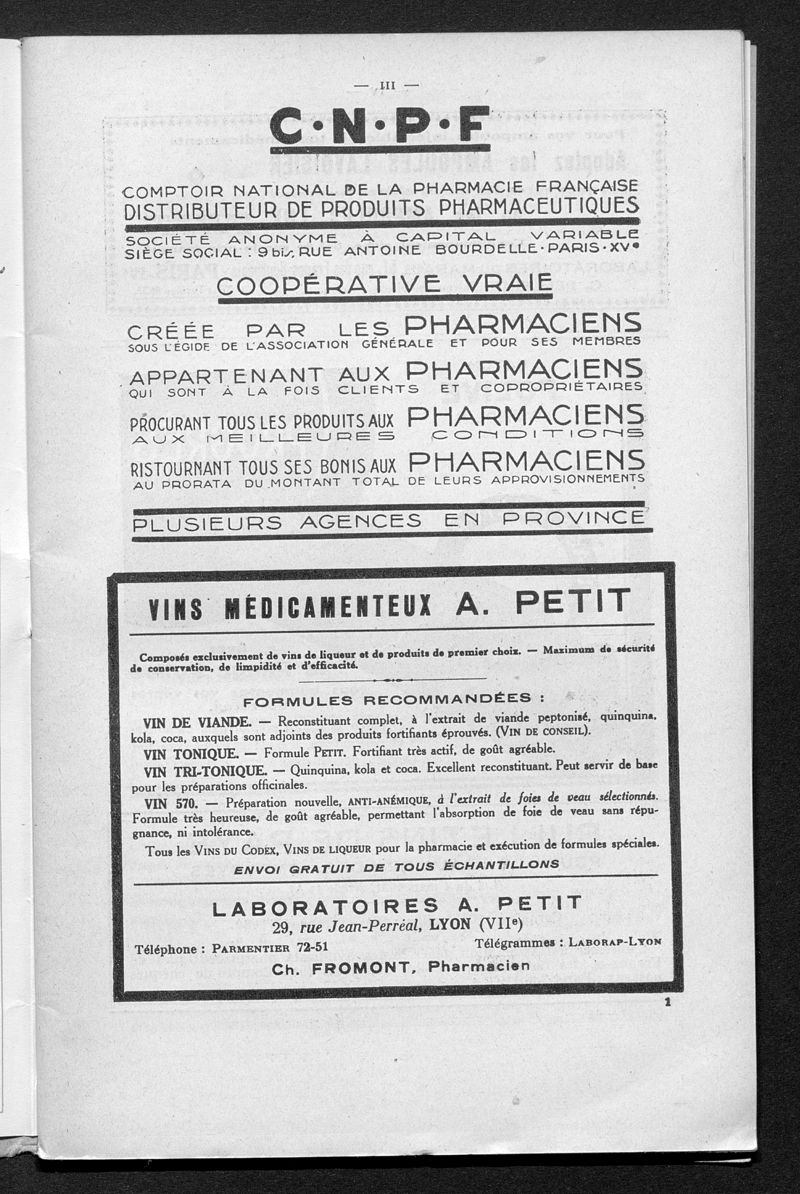 — III —
C·N·P·F
COMPTOIR NATIONAL DE LA PHARMACIE FRANÇAISE
DISTRIBUTEUR DE PRODUITS PHARMACEUTIQUES
SOCIÉTÉ ANONYME À CAPITAL VARIABLE
SIÈGE SOCIAL : 9 bis, RUE ANTOINE BOURDELLE · PARIS · XVe
COOPÉRATIVE VRAIE
CRÉÉE PAR LES PHARMACIENS
SOUS L'ÉGIDE DE L'ASSOCIATION GÉNÉRALE ET POUR SES MEMBRES
APPARTENANT AUX PHARMACIENS
QUI SONT À LA FOIS CLIENTS ET COPROPRIÉTAIRES
PROCURANT TOUS LES PRODUITS AUX PHARMACIENS
AUX MEILLEURES CONDITIONS
RISTOURNANT TOUS SES BONIS AUX PHARMACIENS
AU PRORATA DU MONTANT TOTAL DE LEURS APPROVISIONNEMENTS
PLUSIEURS AGENCES EN PROVINCE
VINS MÉDICAMENTEUX A. PETIT
Composés exclusivement de vins de liqueur et de produits de premier choix. — Maximum de sécurité
de conservation, de limpidité et d'efficacité.
FORMULES RECOMMANDÉES :
VIN DE VIANDE. — Reconstituant complet, à l'extrait de viande peptonisé, quinquina,
kola, coca, auxquels sont adjoints des produits fortifiants éprouvés. (VIN DE CONSEIL).
VIN TONIQUE. — Formule PETIT. Fortifiant très actif, de goût agréable.
VIN TRI-TONIQUE. — Quinquina, kola et coca. Excellent reconstituant. Peut servir de base
pour les préparations officinales.
VIN 570. — Préparation nouvelle, ANTI-ANÉMIQUE, à l'extrait de foies de veau sélectionnés.
Formule très heureuse, de goût agréable, permettant l'absorption de foie de veau sans répu-
gnance, ni intolérance.
Tous les VINS DU CODEX, VINS DE LIQUEUR pour la pharmacie et exécution de formules spéciales.
ENVOI GRATUIT DE TOUS ÉCHANTILLONS
LABORATOIRES A. PETIT
29, rue Jean-Perréal, LYON (VIIe)
Téléphone : PARMENTIER 72-51 Télégrammes : LABORAP-LYON
Ch. FROMONT, Pharmacien
1